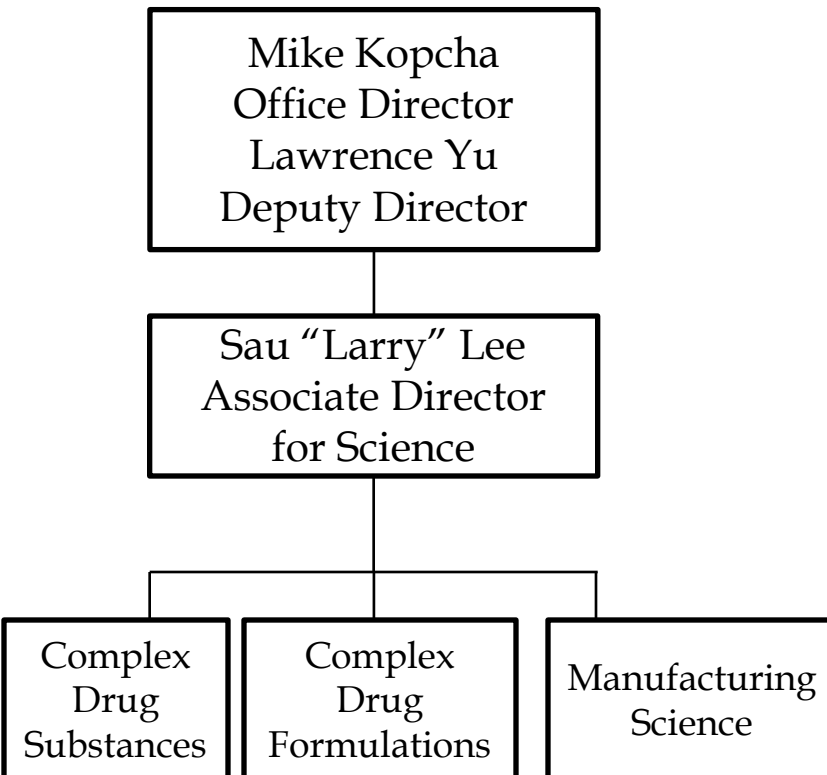 Mike Kopcha
Office Director
Lawrence Yu
Deputy Director
Sau “Larry” Lee
Associate Director
for Science
Complex
Drug
Substances
Complex
Drug
Formulations
Manufacturing
Science